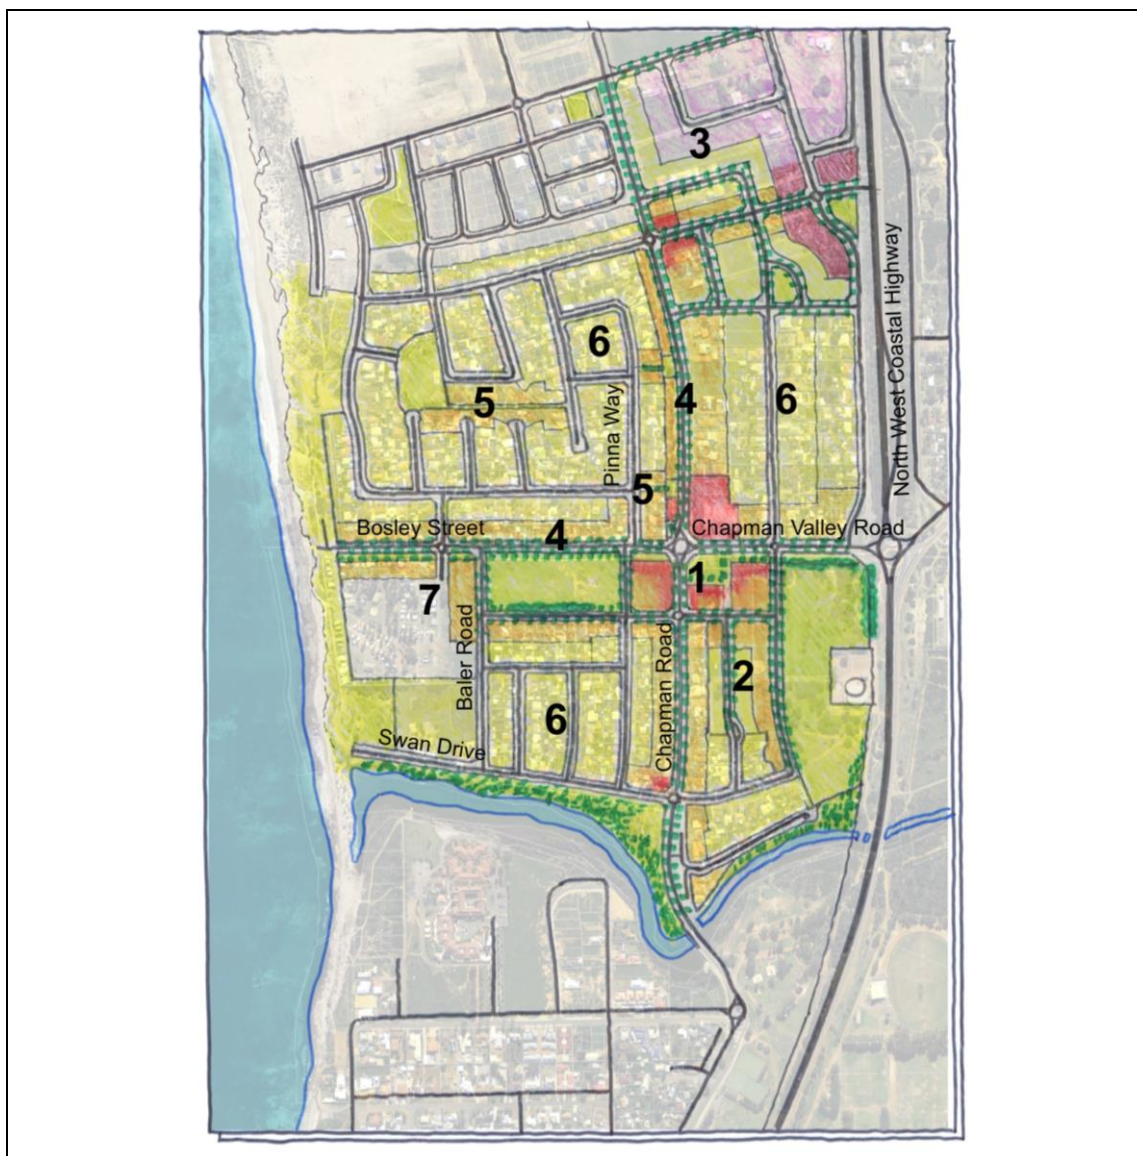 3
North West Coastal Highway
6
5
4
6
Pinna Way
5
Bosley Street
4
Chapman Valley Road
1
7
Baler Road
2
Chapman Road
6
Swan Drive